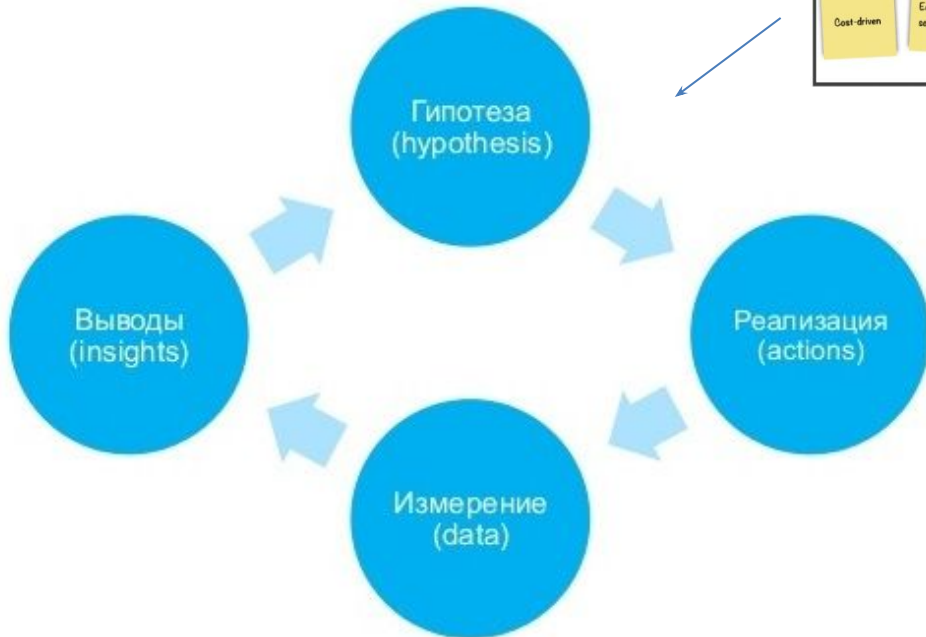 Cost-driven
Гипотеза
(hypothesis)
Выводы
(insights)
Реализация
(actions)
Измерение
(data)